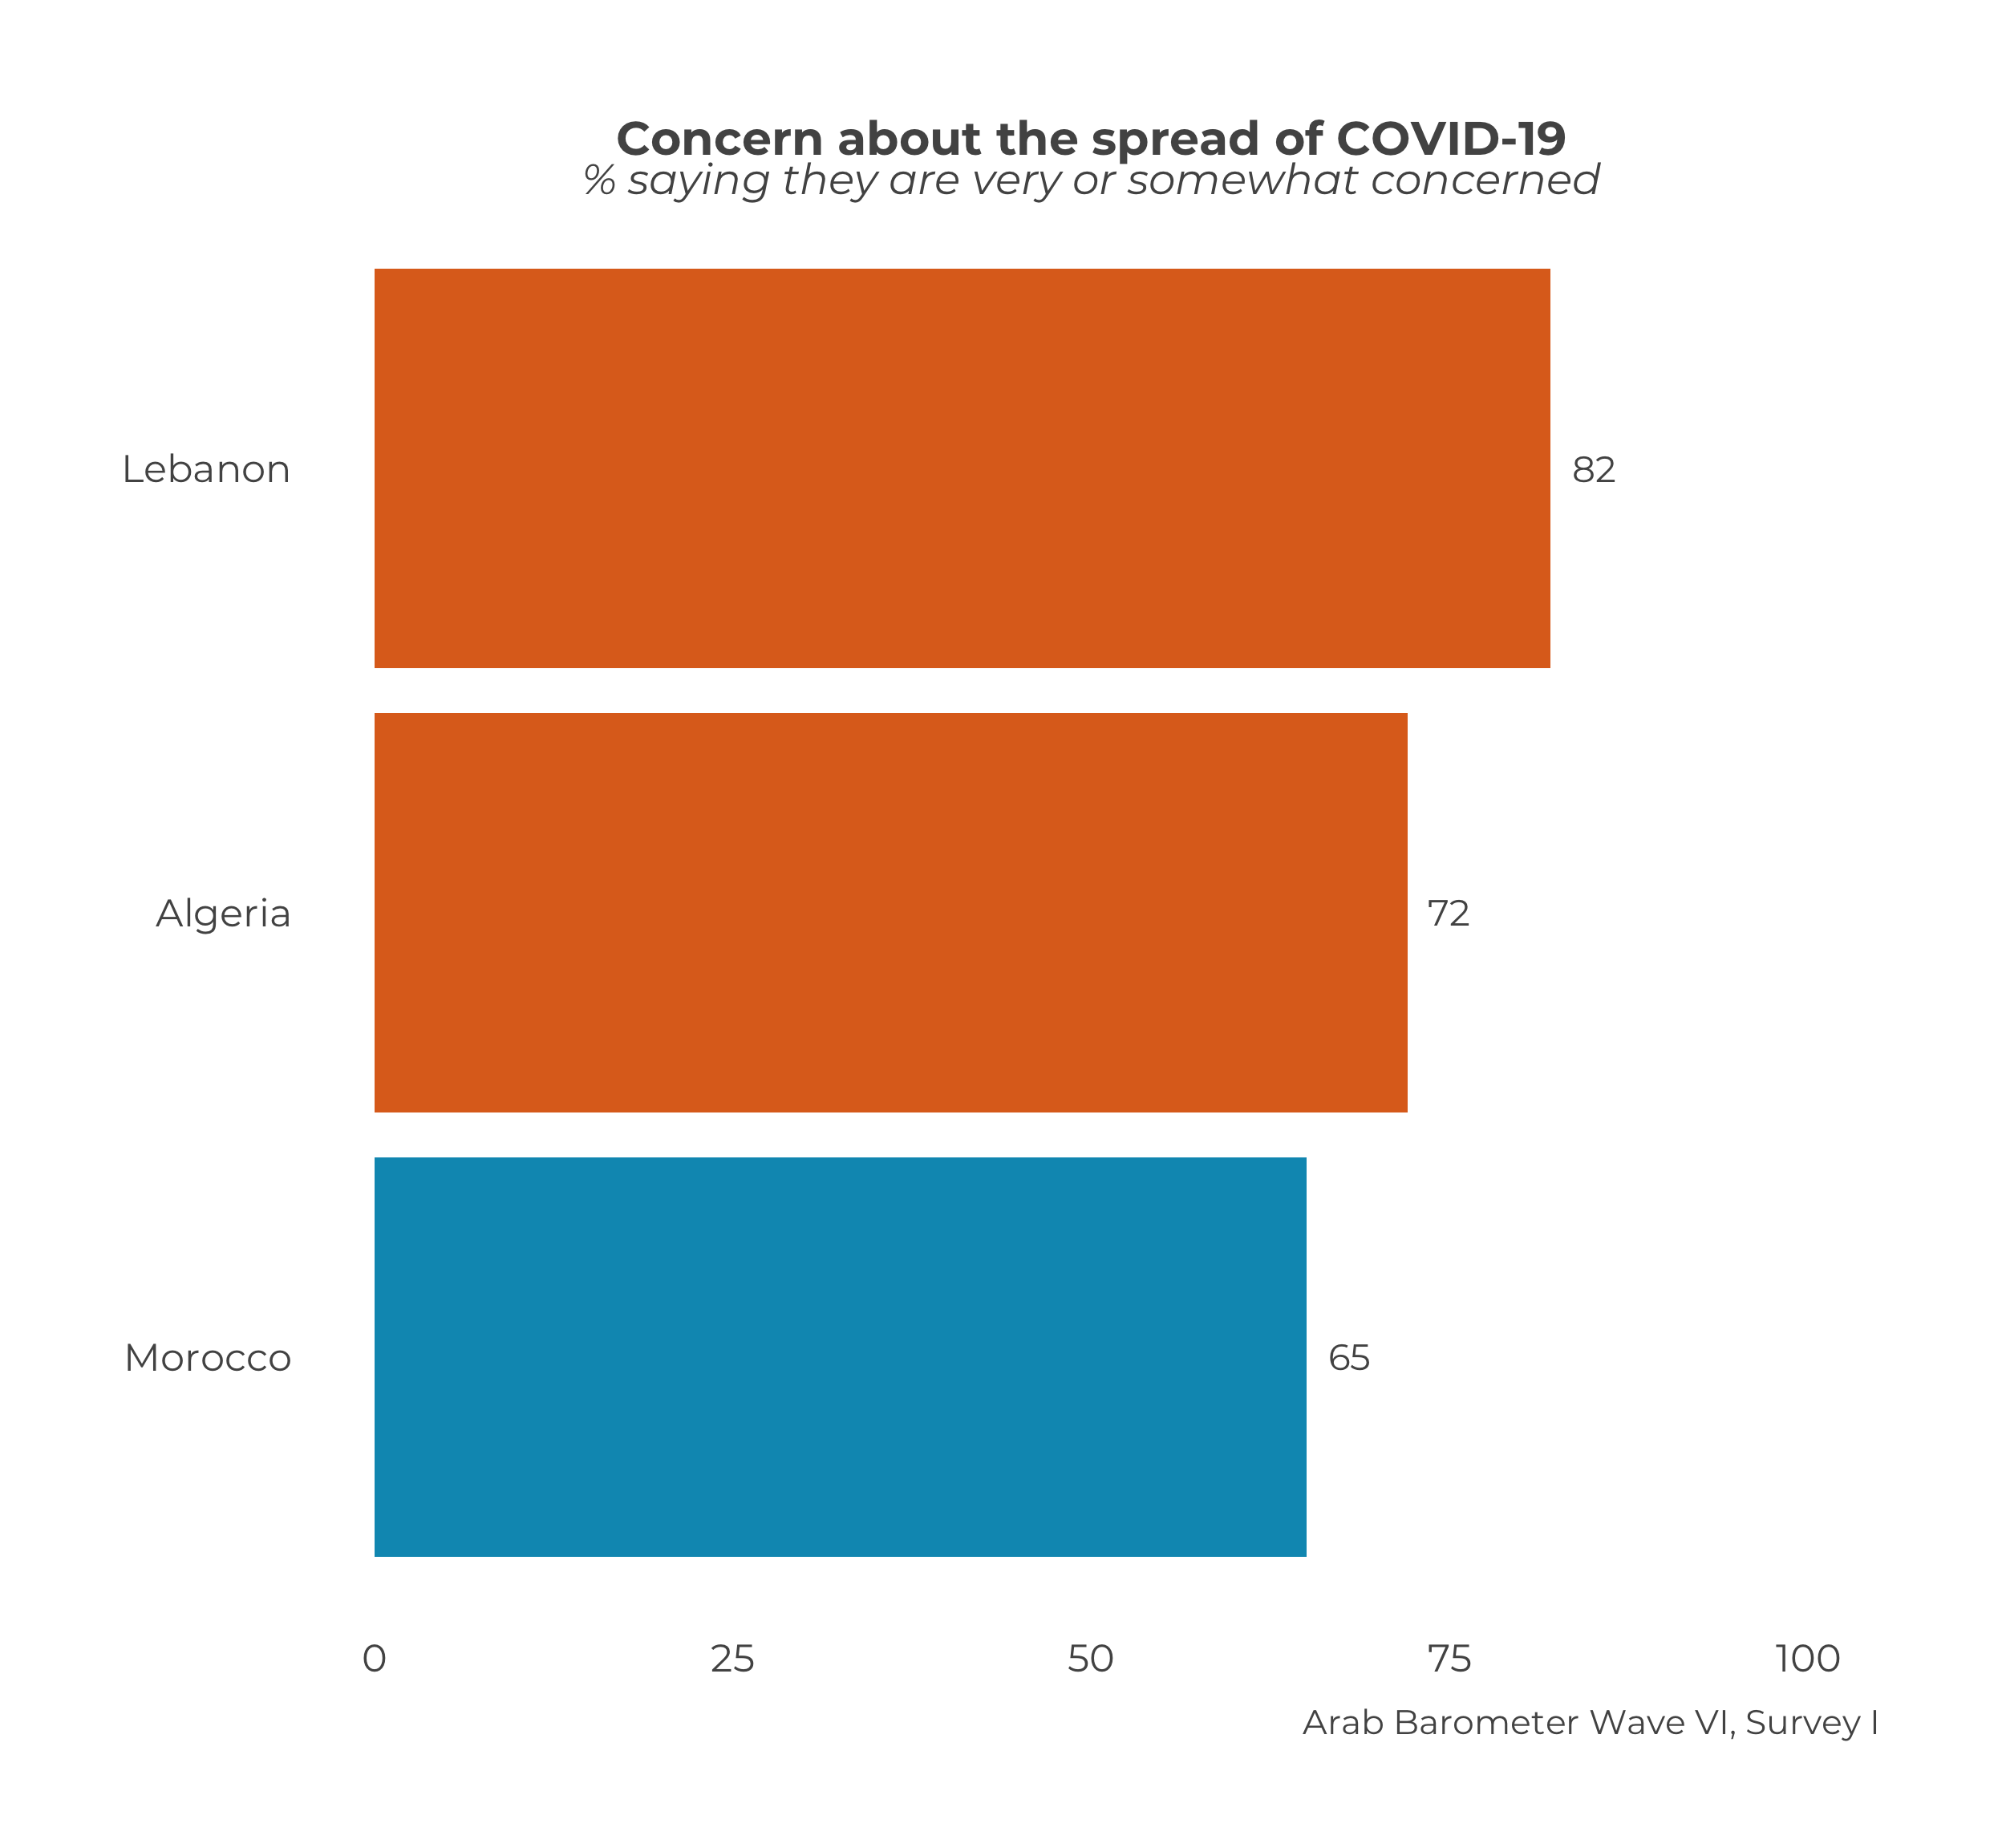 Concern about the spread of COVID-19
% saying they are very or somewhat concerned
Lebanon
82
Algeria
72
Morocco
65
0 25 50 75 100
Arab Barometer Wave VI, Survey I